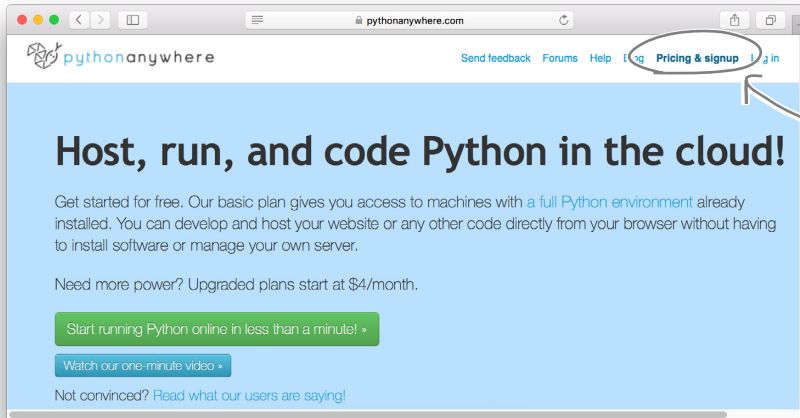 pythonanywhere.com
pythonanywhere
Send feedback Forums Help Blog Pricing & signup Log in
Host, run, and code Python in the cloud!
Get started for free. Our basic plan gives you access to machines with a full Python environment already
installed. You can develop and host your website or any other code directly from your browser without having
to install software or manage your own server.
Need more power? Upgraded plans start at $4/month.
Start running Python online in less than a minute! »
Watch our one-minute video »
Not convinced? Read what our users are saying!